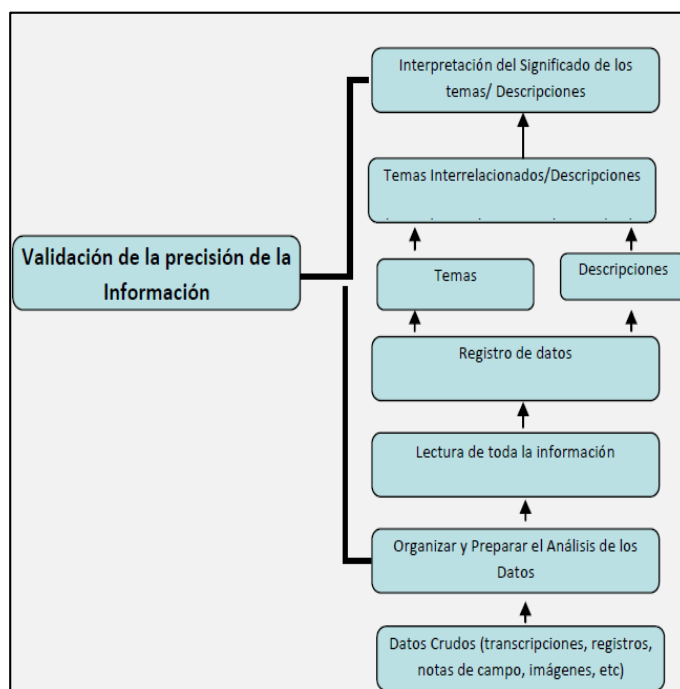 Interpretación del Significado de los
temas/ Descripciones
Temas Interrelacionados/Descripciones
Validación de la precisión de la
Información
Temas
Descripciones
Registro de datos
Lectura de toda la información
Organizar y Preparar el Análisis de los
Datos
Datos Crudos (transcripciones, registros,
notas de campo, imágenes, etc)